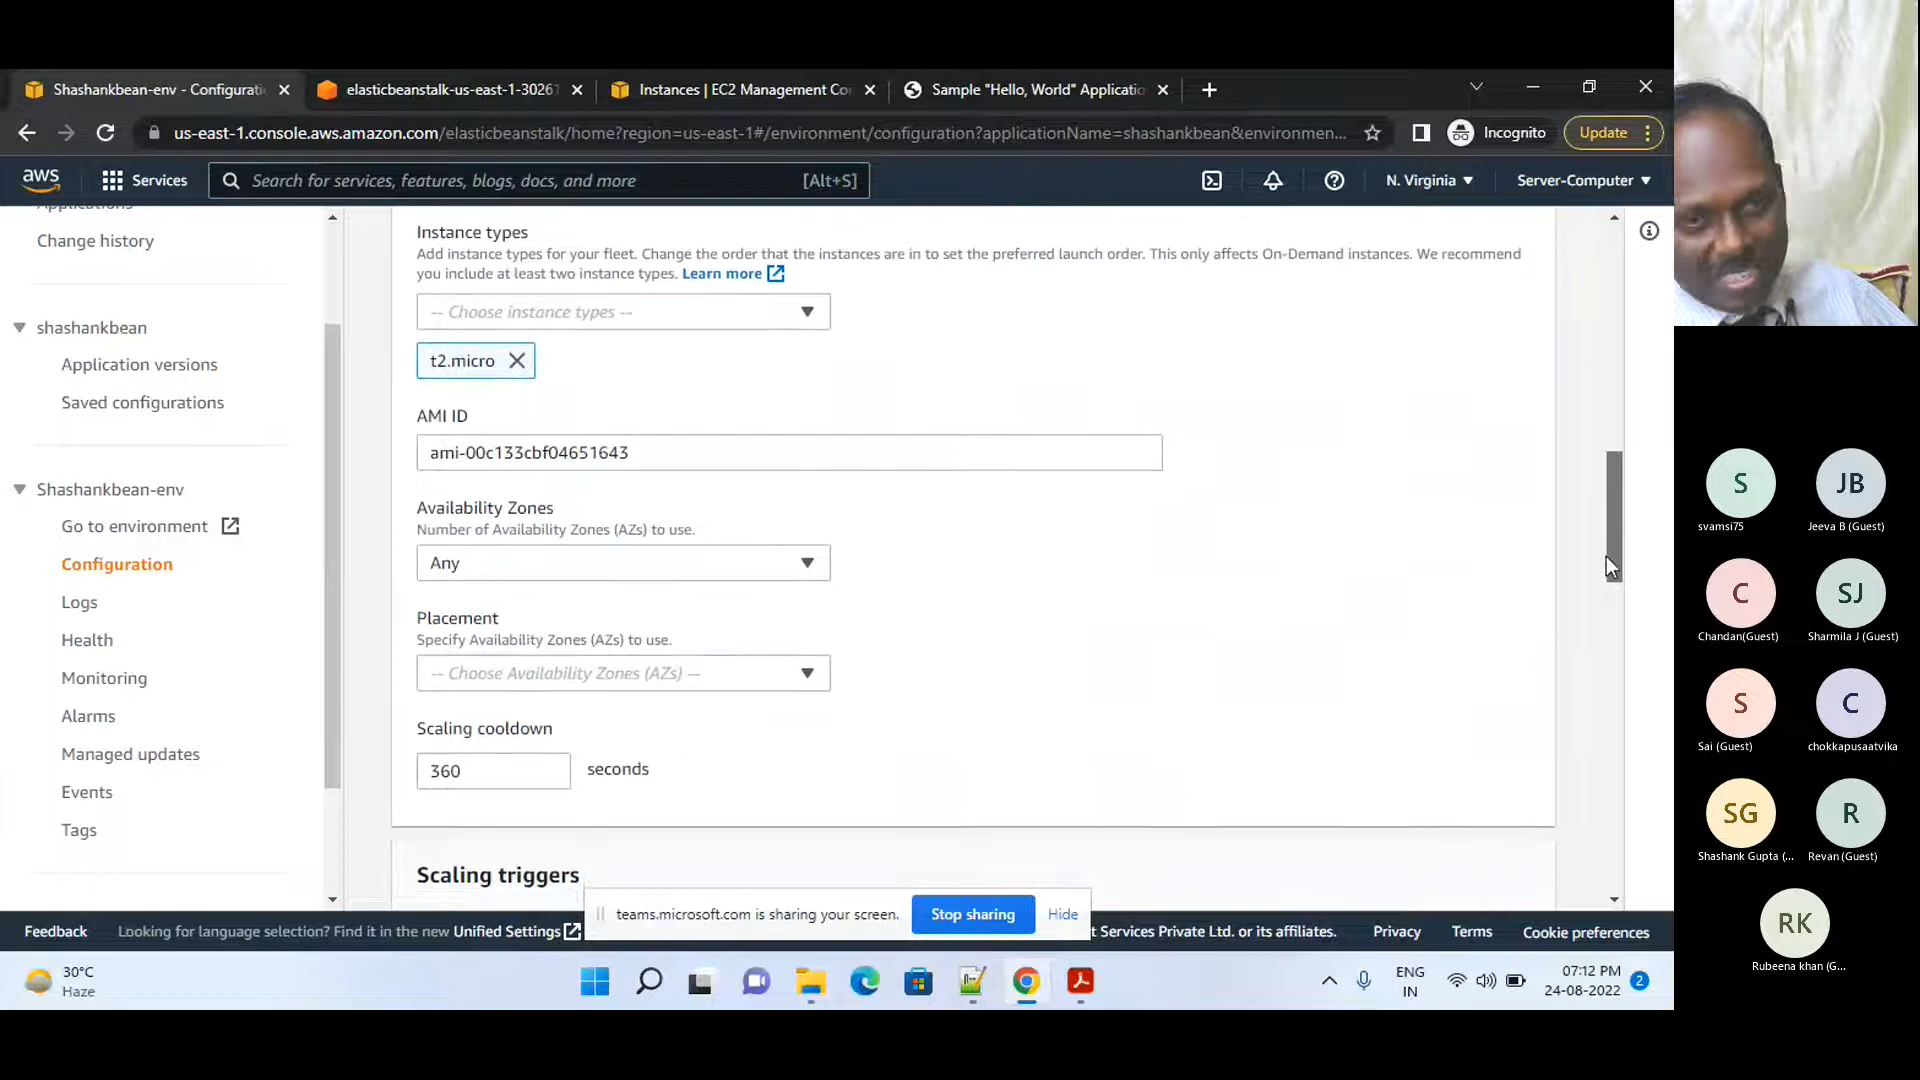 Shashankbean-env - Configurati
elasticbeanstalk-us-east-1-30261
Instances | EC2 Management Co
Sample "Hello, World" Applicatio
us-east-1.console.aws.amazon.com/elasticbeanstalk/home?region=us-east-1#/environment/configuration?applicationName=shashankbean&environmen...
Incognito
Update
aws
Services
Search for services, features, blogs, docs, and more
[Alt+S]
N. Virginia
Server-Computer
Applications
Change history
shashankbean
Application versions
Saved configurations
Shashankbean-env
Go to environment
Configuration
Logs
Health
Monitoring
Alarms
Managed updates
Events
Tags
Instance types
Add instance types for your fleet. Change the order that the instances are in to set the preferred launch order. This only affects On-Demand instances. We recommend
you include at least two instance types. Learn more
-- Choose instance types --
t2.micro
AMI ID
ami-00c133cbf04651643
Availability Zones
Number of Availability Zones (AZs) to use.
Any
Placement
Specify Availability Zones (AZs) to use.
-- Choose Availability Zones (AZs) --
Scaling cooldown
360
seconds
Scaling triggers
teams.microsoft.com is sharing your screen.
Stop sharing
Hide
Feedback
Looking for language selection? Find it in the new Unified Settings
t Services Private Ltd. or its affiliates.
Privacy
Terms
Cookie preferences
30°C
Haze
ENG
IN
07:12 PM
24-08-2022
2
S
svamsi75
JB
Jeeva B (Guest)
C
Chandan(Guest)
SJ
Sharmila J (Guest)
S
Sai (Guest)
C
chokkapusaatvika
SG
Shashank Gupta (...
R
Revan (Guest)
RK
Rubeena khan (G...